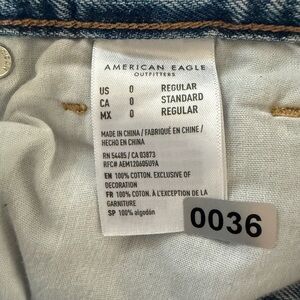 AMERICAN EAGLE
OUTFITTERS
US 0 REGULAR
CA 0 STANDARD
MX 0 REGULAR
MADE IN CHINA / FABRIQUÉ EN CHINE /
HECHO EN CHINA
RN 54485 / CA 03873
RFC# AEM120605U9A
EN 100% COTTON. EXCLUSIVE OF
DECORATION
FR 100% COTON. À L'EXCEPTION DE LA
GARNITURE
SP 100% algodón
0036